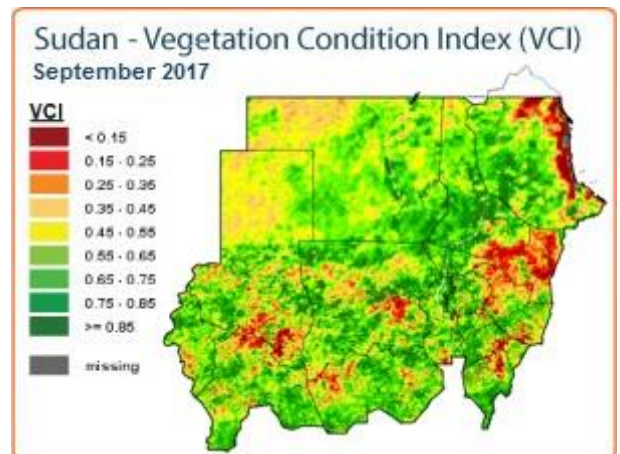 Sudan - Vegetation Condition Index (VCI)
September 2017
VCI
< 0.15
0.15 - 0.25
0.25 - 0.35
0.35 - 0.45
0.45 - 0.55
0.55 - 0.65
0.65 - 0.75
0.75 - 0.85
>= 0.85
missing